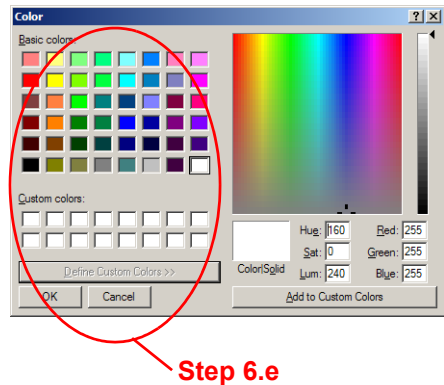 Color
Basic colors:
Custom colors:
Define Custom Colors >>
OK Cancel
Color|Solid
Hue: 160 Red: 255
Sat: 0 Green: 255
Lum: 240 Blue: 255
Add to Custom Colors
Step 6.e